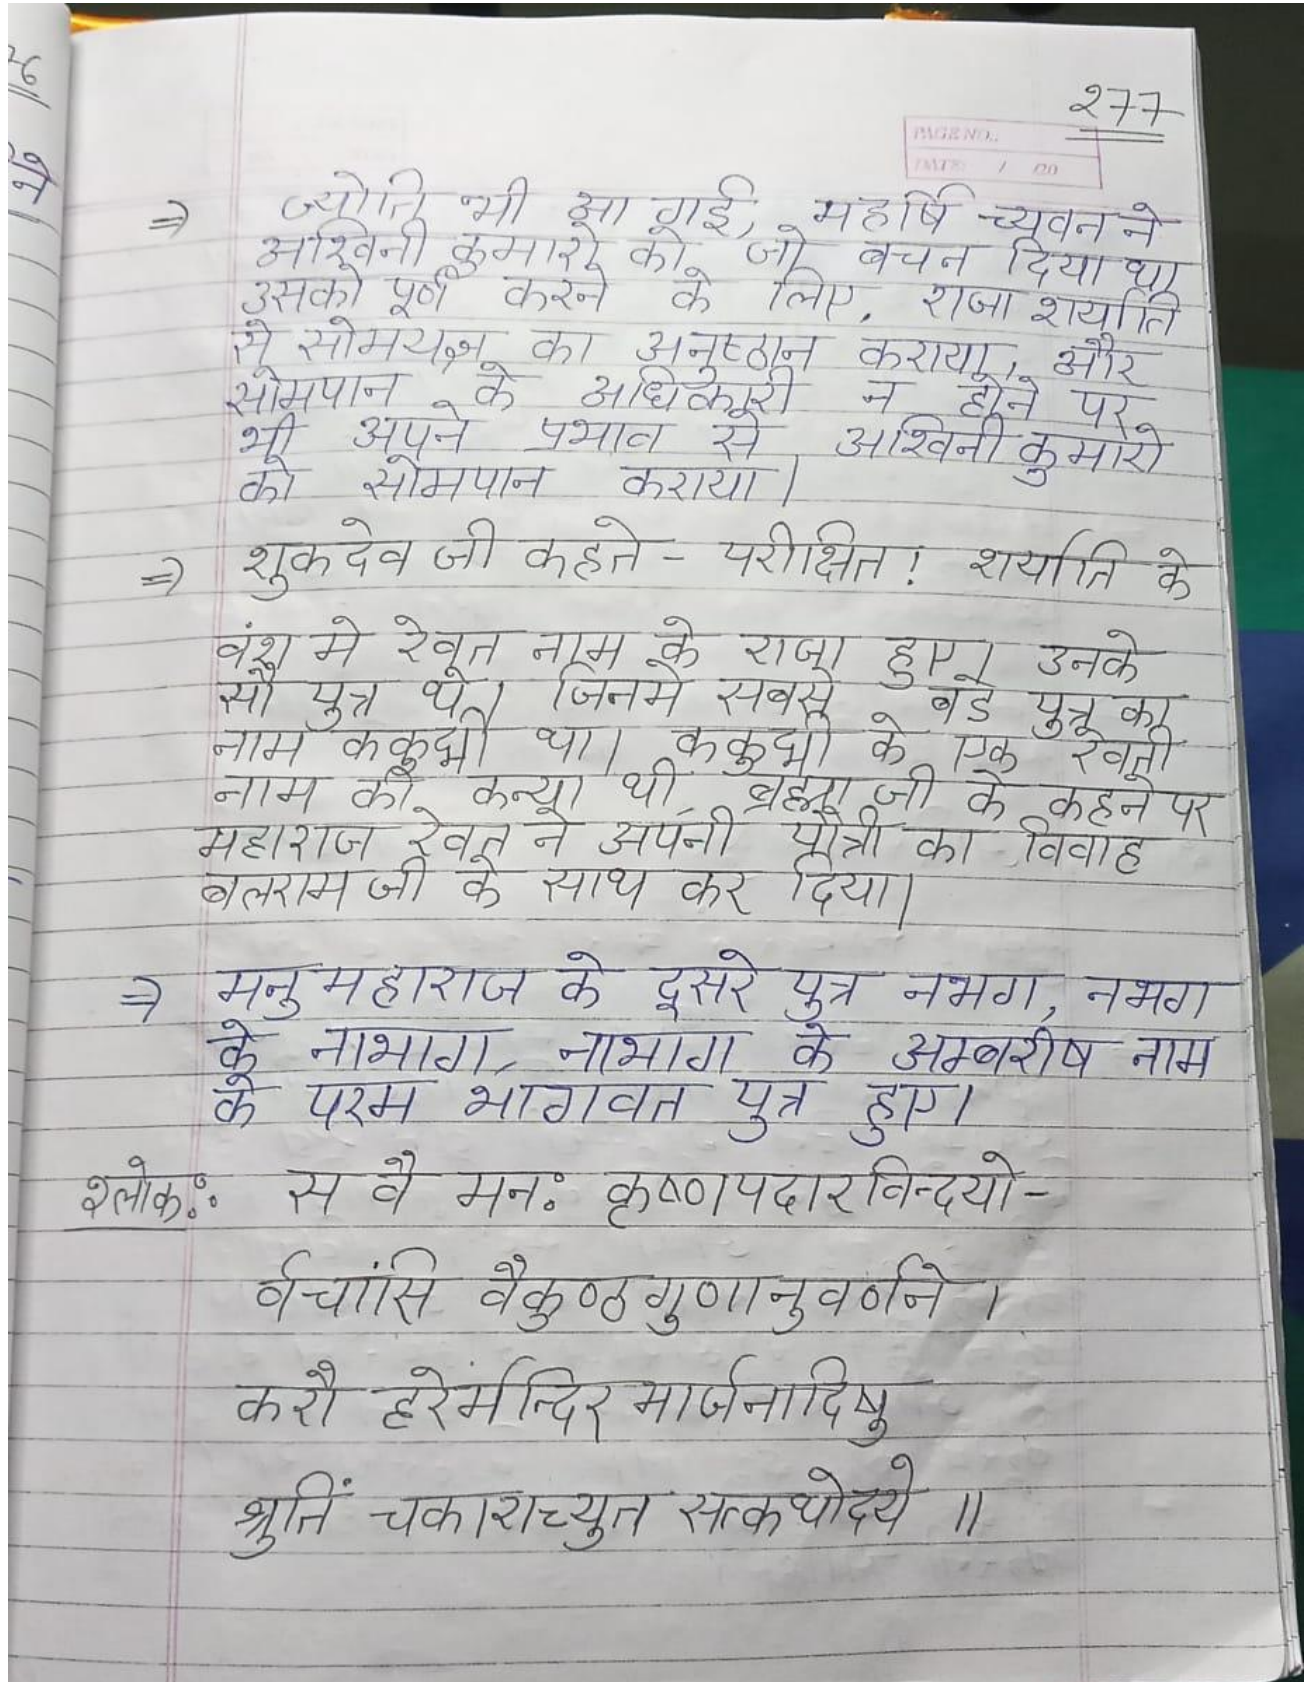 २७७
PAGE NO.:
DATE: / /20
⇒ ज्योति भी आ गई, महर्षि च्यवन ने
अश्विनी कुमारो को जो बचन दिया था
उसको पूर्ण करने के लिए, राजा शर्याति
से सोमयज्ञ का अनुष्ठान कराया, और
सोमपान के अधिकारी न होने पर
भी अपने प्रभाव से अश्विनी कुमारो
को सोमपान कराया।
⇒ शुकदेव जी कहते - परीक्षित! शर्याति के
वंश मे रेवत नाम के राजा हुए। उनके
सौ पुत्र थे। जिनमे सबसे बडे पुत्र का
नाम ककुद्मी था। ककुद्मी के एक रेवती
नाम की कन्या थी, ब्रह्मा जी के कहने पर
महाराज रेवत ने अपनी पौत्री का विवाह
बलराम जी के साथ कर दिया।
⇒ मनु महाराज के दूसरे पुत्र नभग, नभग
के नाभाग, नाभाग के अम्बरीष नाम
के परम भागवत पुत्र हुए।
श्लोकः: स वै मनः कृष्णपदारविन्दयो-
र्वचांसि वैकुण्ठगुणानुवर्णने ।
करौ हरेर्मन्दिर मार्जनादिषु
श्रुतिं चकाराच्युत सत्कथोदये ॥